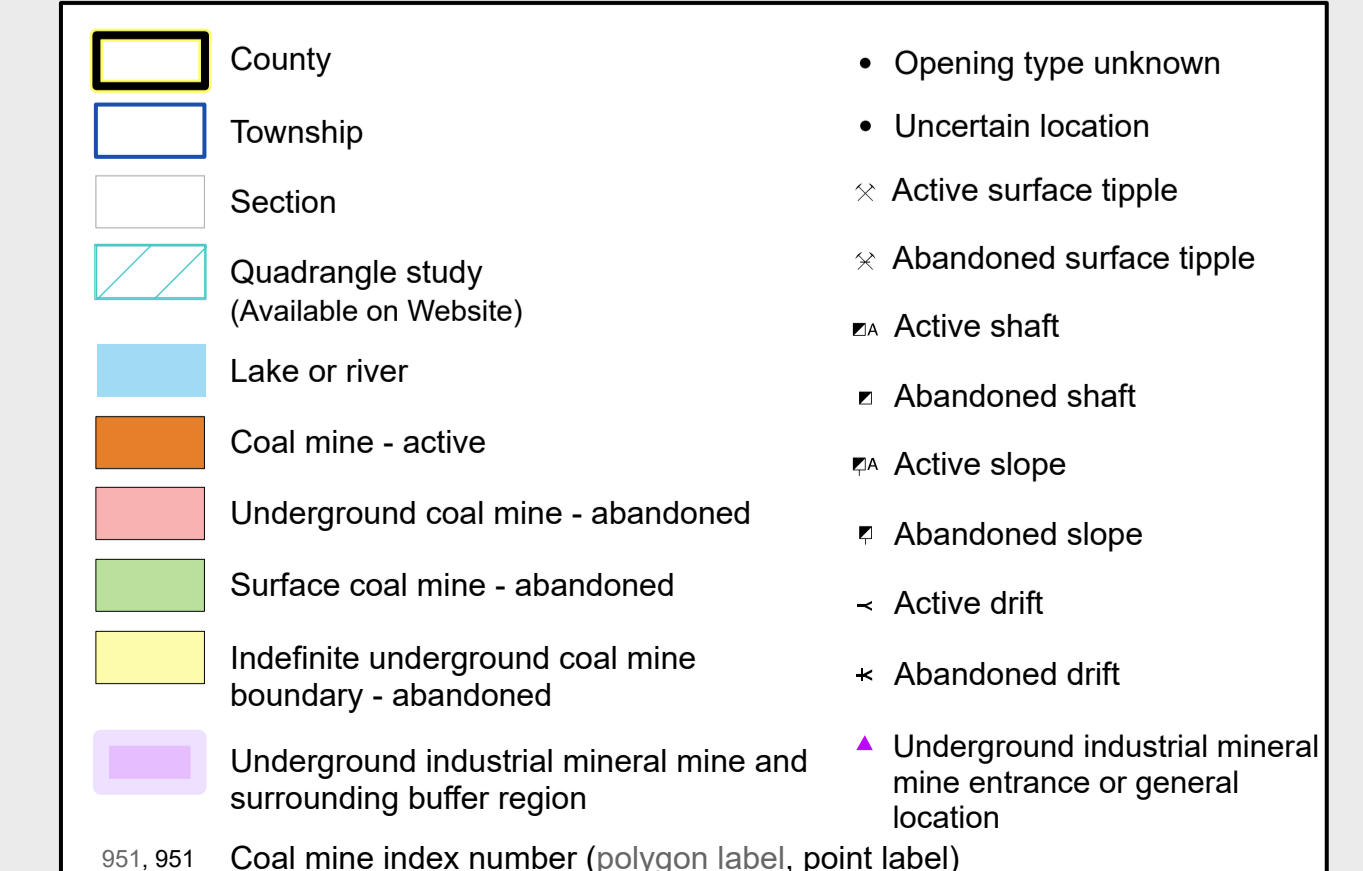 County
Township
Section
Quadrangle study
(Available on Website)
Lake or river
Coal mine - active
Underground coal mine - abandoned
Surface coal mine - abandoned
Indefinite underground coal mine
boundary - abandoned
Underground industrial mineral mine and
surrounding buffer region
951, 951 Coal mine index number (polygon label, point label)
Opening type unknown
Uncertain location
Active surface tipple
Abandoned surface tipple
A Active shaft
Abandoned shaft
A Active slope
Abandoned slope
Active drift
Abandoned drift
Underground industrial mineral
mine entrance or general
location